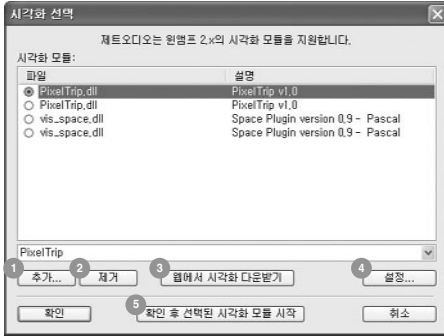 시각화 선택
제트오디오는 윈앰프 2.x의 시각화 모듈을 지원합니다.
시각화 모듈:
파일 설명
PixelTrip.dll PixelTrip v1.0
PixelTrip.dll PixelTrip v1.0
vis_space.dll Space Plugin version 0.9 - Pascal
vis_space.dll Space Plugin version 0.9 - Pascal
PixelTrip
1 추가... 2 제거 3 웹에서 시각화 다운받기 4 설정...
확인 5 확인 후 선택된 시각화 모듈 시작 취소